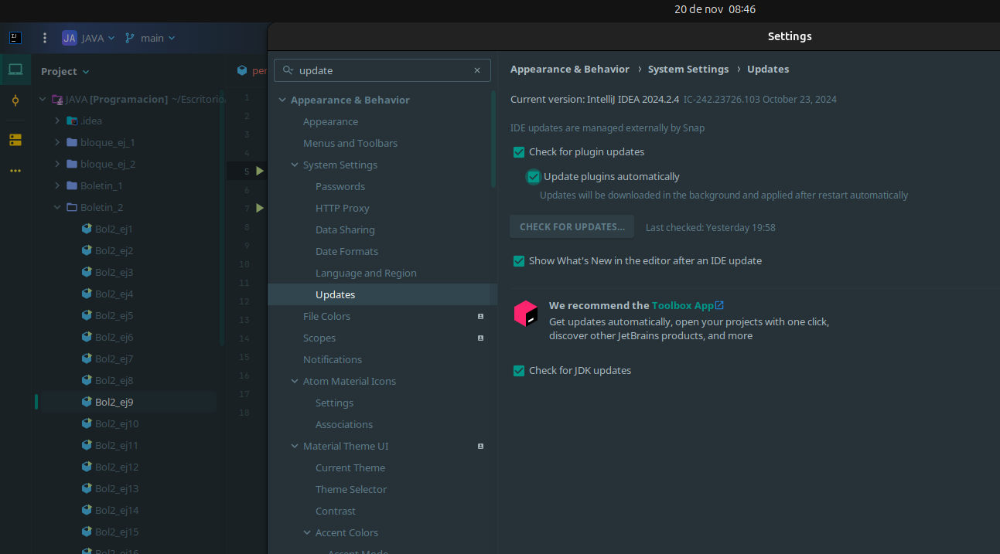 20 de nov 08:46
JA JAVA main
Settings
Project
JAVA [Programacion] ~/Escritorio
.idea
bloque_ej_1
bloque_ej_2
Boletin_1
Boletin_2
Bol2_ej1
Bol2_ej2
Bol2_ej3
Bol2_ej4
Bol2_ej5
Bol2_ej6
Bol2_ej7
Bol2_ej8
Bol2_ej9
Bol2_ej10
Bol2_ej11
Bol2_ej12
Bol2_ej13
Bol2_ej14
Bol2_ej15
Bol2_ej16
per
1
2
3
4
5
6
7
8
9
10
11
12
13
14
15
16
17
18
update
Appearance & Behavior
Appearance
Menus and Toolbars
System Settings
Passwords
HTTP Proxy
Data Sharing
Date Formats
Language and Region
Updates
File Colors
Scopes
Notifications
Atom Material Icons
Settings
Associations
Material Theme UI
Current Theme
Theme Selector
Contrast
Accent Colors
Accent Mode
Appearance & Behavior › System Settings › Updates
Current version: IntelliJ IDEA 2024.2.4 IC-242.23726.103 October 23, 2024
IDE updates are managed externally by Snap
Check for plugin updates
Update plugins automatically
Updates will be downloaded in the background and applied after restart automatically
CHECK FOR UPDATES... Last checked: Yesterday 19:58
Show What's New in the editor after an IDE update
We recommend the Toolbox App
Get updates automatically, open your projects with one click,
discover other JetBrains products, and more
Check for JDK updates